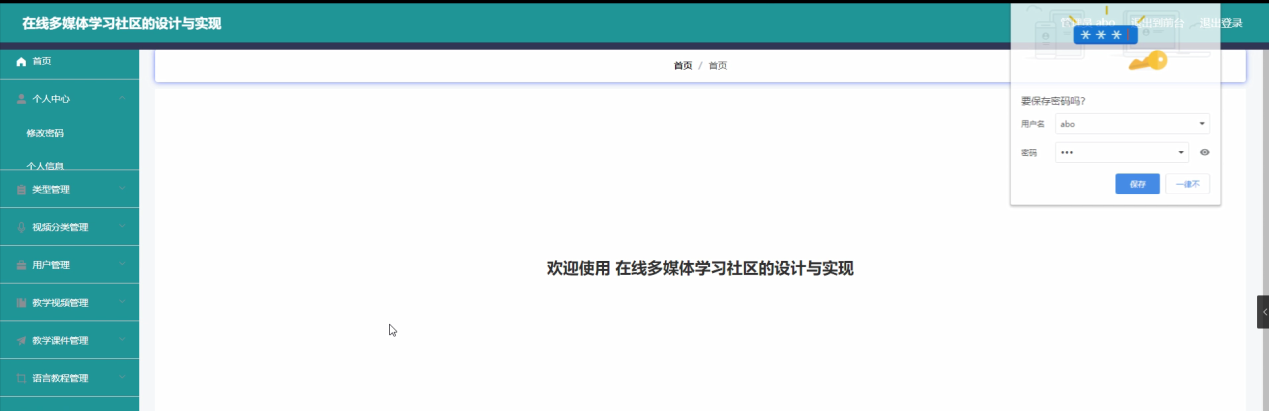 在线多媒体学习社区的设计与实现
管理员 abo 退出到前台 退出登录
首页 / 首页
首页
个人中心
修改密码
个人信息
类型管理
视频分类管理
用户管理
教学视频管理
教学课件管理
语言教程管理
欢迎使用 在线多媒体学习社区的设计与实现
***
要保存密码吗?
用户名 abo
密码 •••
保存 一律不